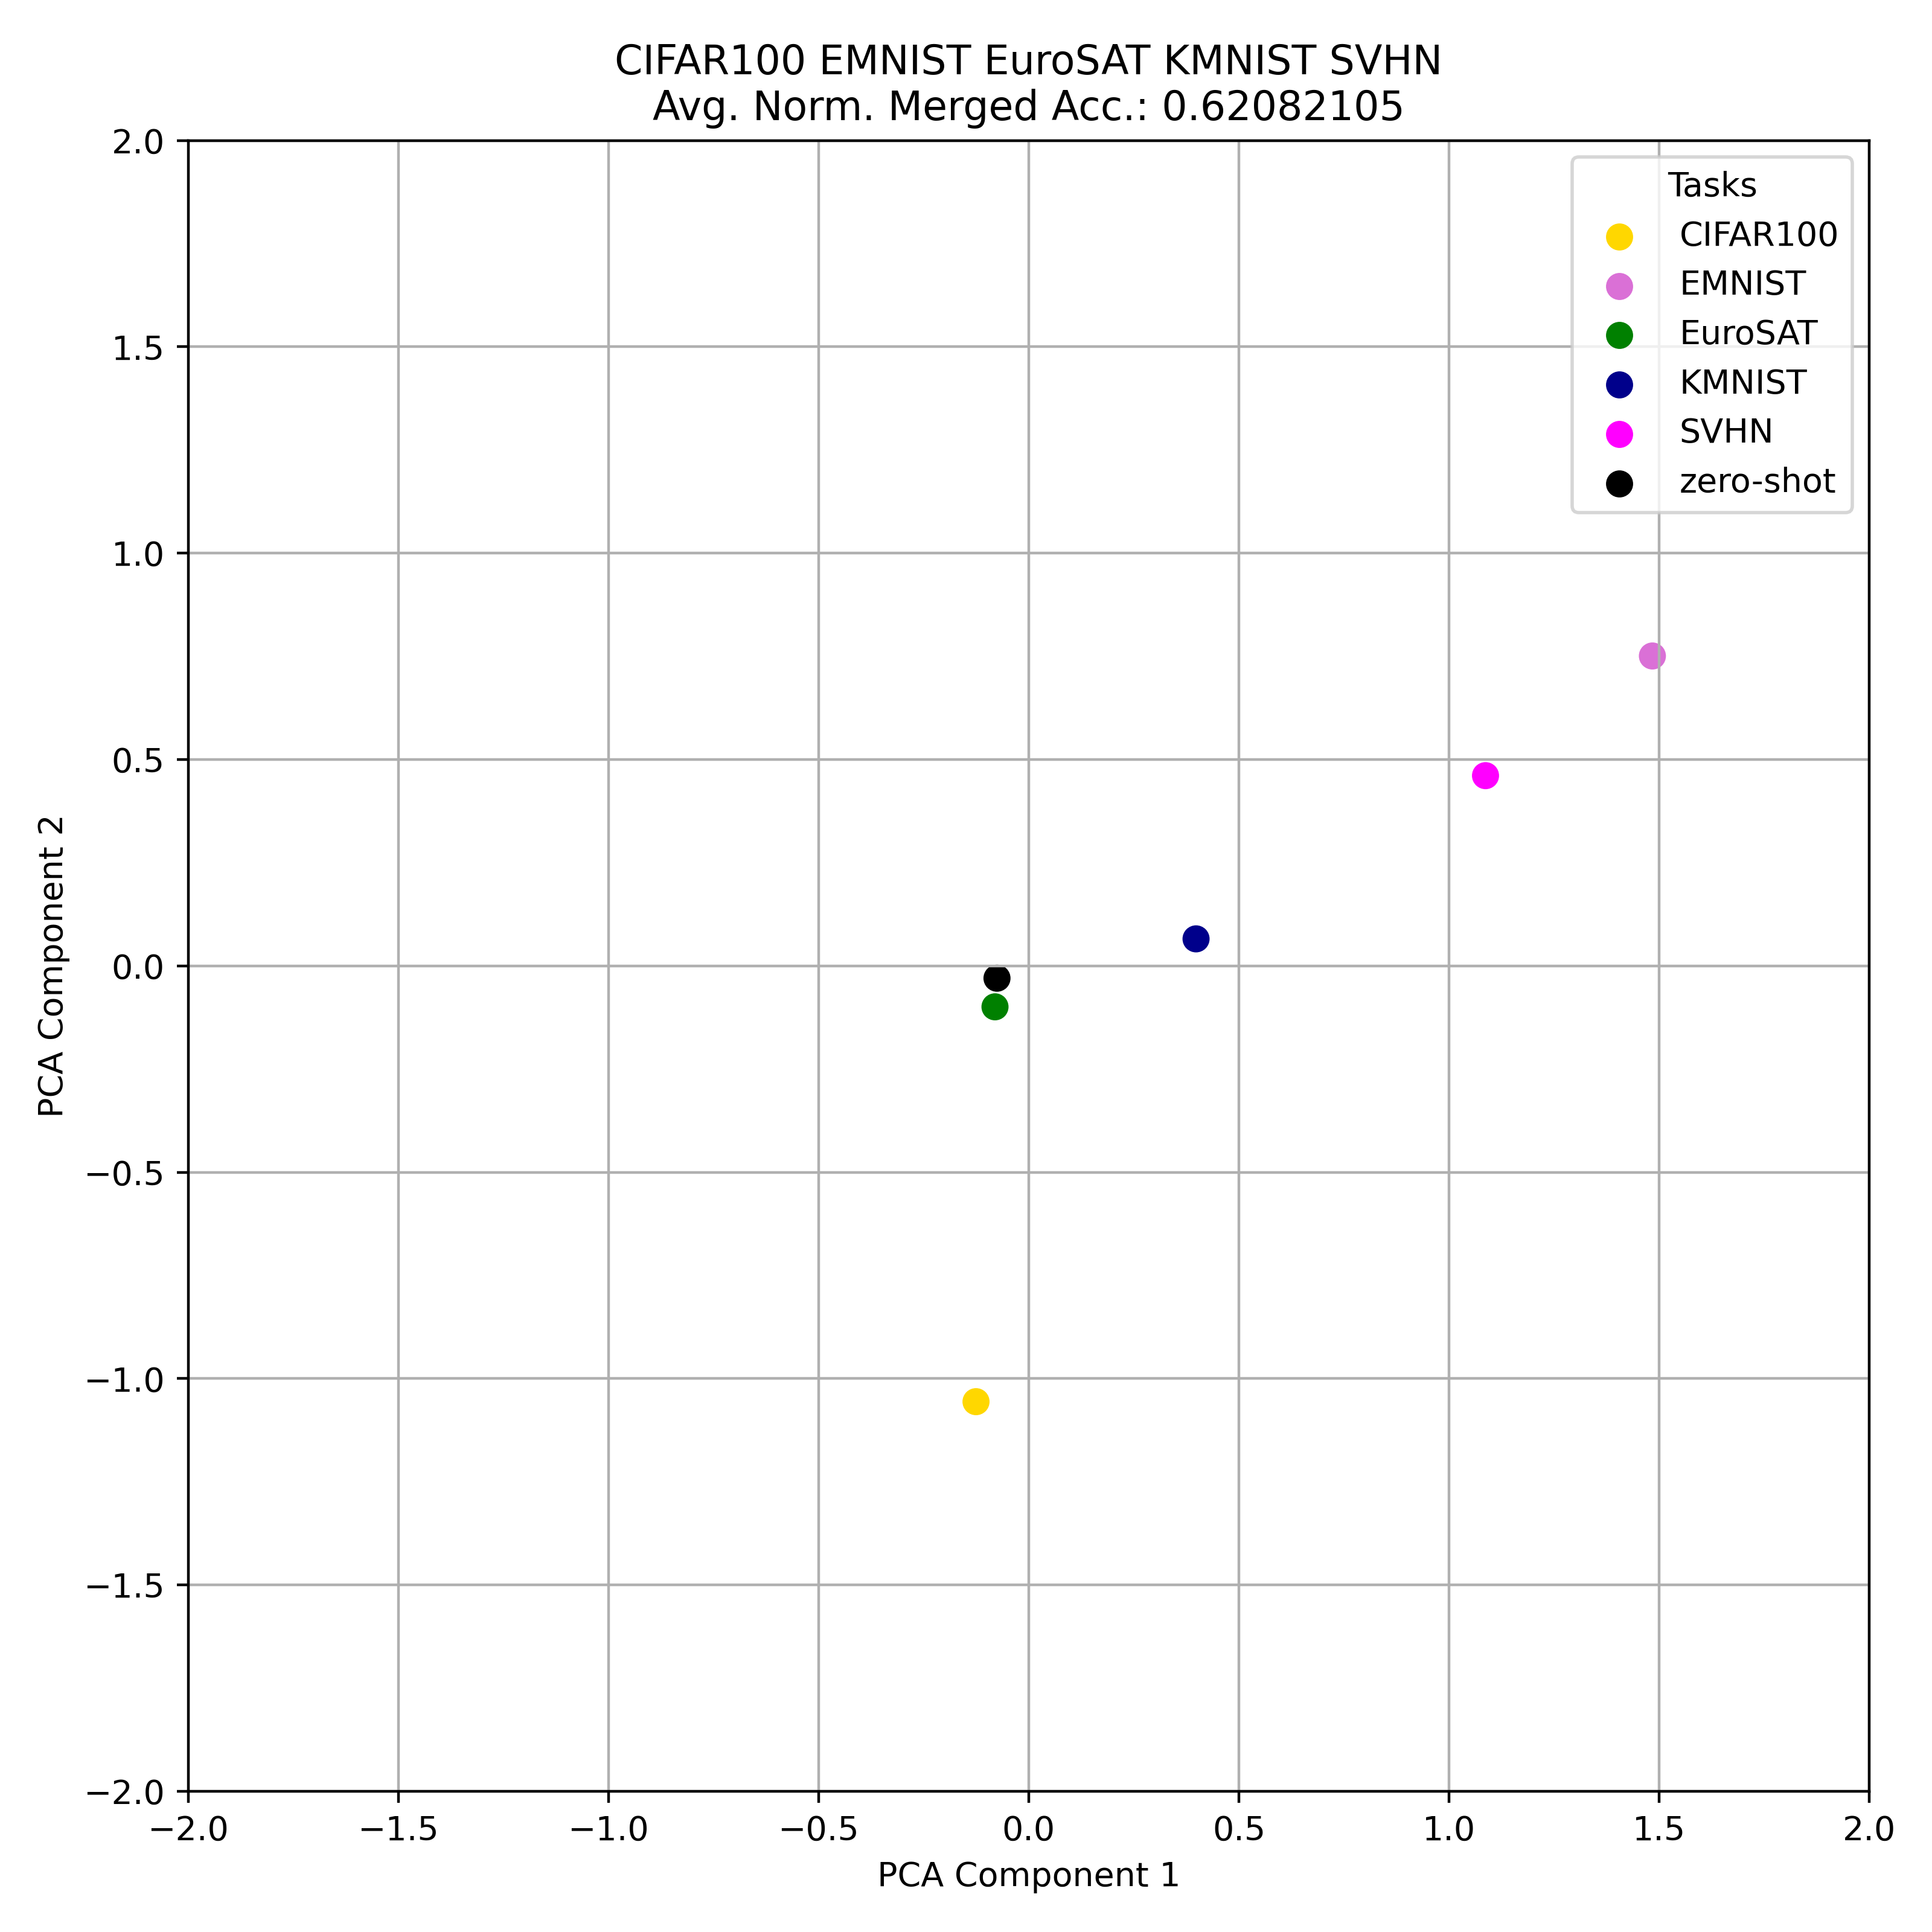 CIFAR100 EMNIST EuroSAT KMNIST SVHN
Avg. Norm. Merged Acc.: 0.62082105
Tasks
CIFAR100
EMNIST
EuroSAT
KMNIST
SVHN
zero-shot
2.0
1.5
1.0
0.5
0.0
−0.5
−1.0
−1.5
−2.0
PCA Component 2
−2.0 −1.5 −1.0 −0.5 0.0 0.5 1.0 1.5 2.0
PCA Component 1